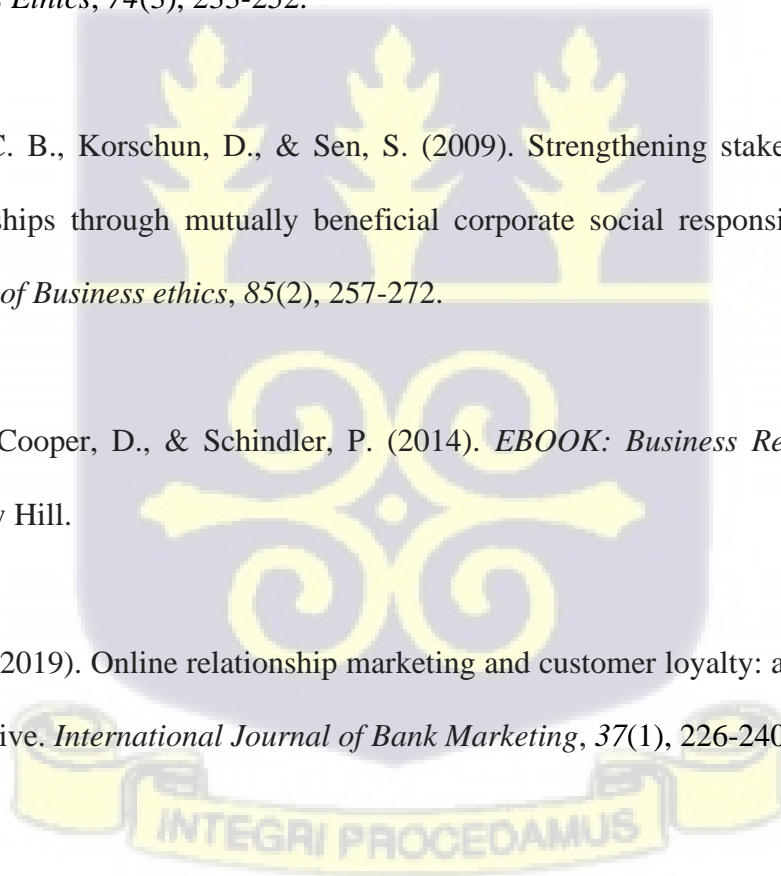 Ethics, 74(3), 233-252.
C. B., Korschun, D., & Sen, S. (2009). Strengthening stake
ships through mutually beneficial corporate social responsi
of Business ethics, 85(2), 257-272.
Cooper, D., & Schindler, P. (2014). EBOOK: Business Re
Hill.
2019). Online relationship marketing and customer loyalty: a
ive. International Journal of Bank Marketing, 37(1), 226-240
INTEGRI PROCEDAMUS